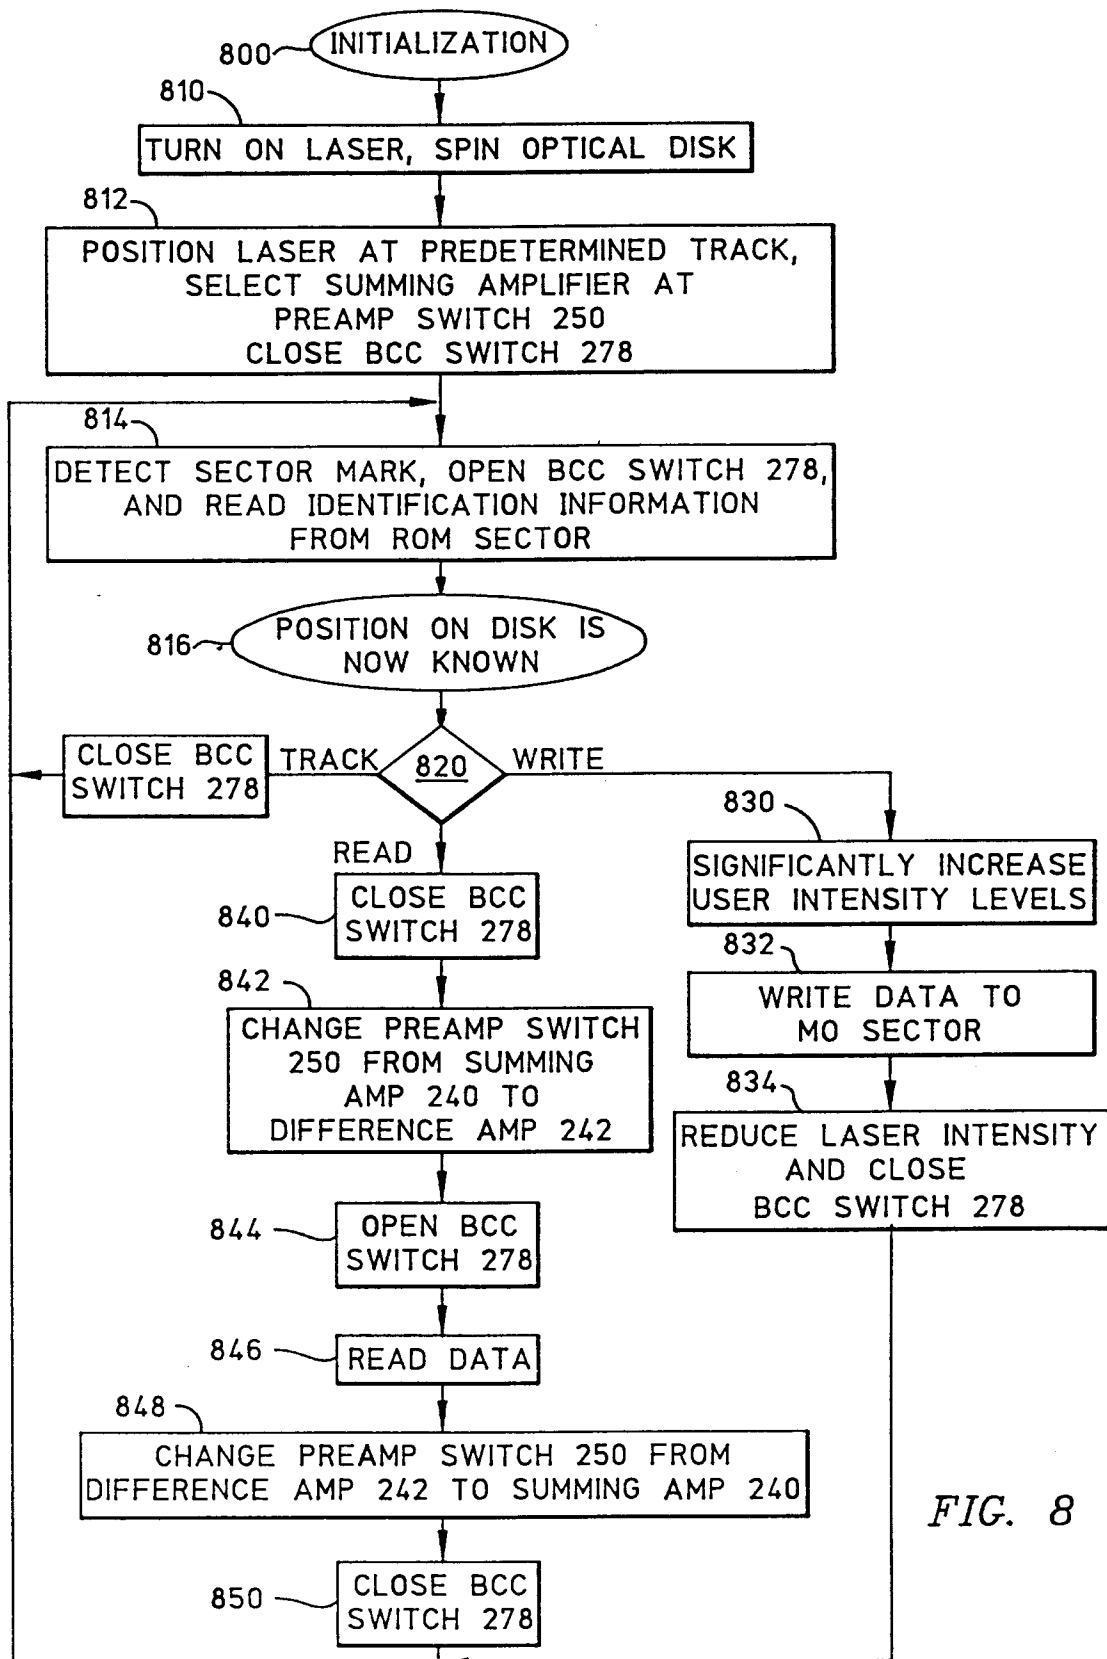 800
INITIALIZATION
810
TURN ON LASER, SPIN OPTICAL DISK
812
POSITION LASER AT PREDETERMINED TRACK,
SELECT SUMMING AMPLIFIER AT
PREAMP SWITCH 250
CLOSE BCC SWITCH 278
814
DETECT SECTOR MARK, OPEN BCC SWITCH 278,
AND READ IDENTIFICATION INFORMATION
FROM ROM SECTOR
816
POSITION ON DISK IS
NOW KNOWN
820
TRACK
CLOSE BCC
SWITCH 278
WRITE
830
SIGNIFICANTLY INCREASE
USER INTENSITY LEVELS
832
WRITE DATA TO
MO SECTOR
834
REDUCE LASER INTENSITY
AND CLOSE
BCC SWITCH 278
READ
840
CLOSE BCC
SWITCH 278
842
CHANGE PREAMP SWITCH
250 FROM SUMMING
AMP 240 TO
DIFFERENCE AMP 242
844
OPEN BCC
SWITCH 278
846
READ DATA
848
CHANGE PREAMP SWITCH 250 FROM
DIFFERENCE AMP 242 TO SUMMING AMP 240
850
CLOSE BCC
SWITCH 278
FIG. 8